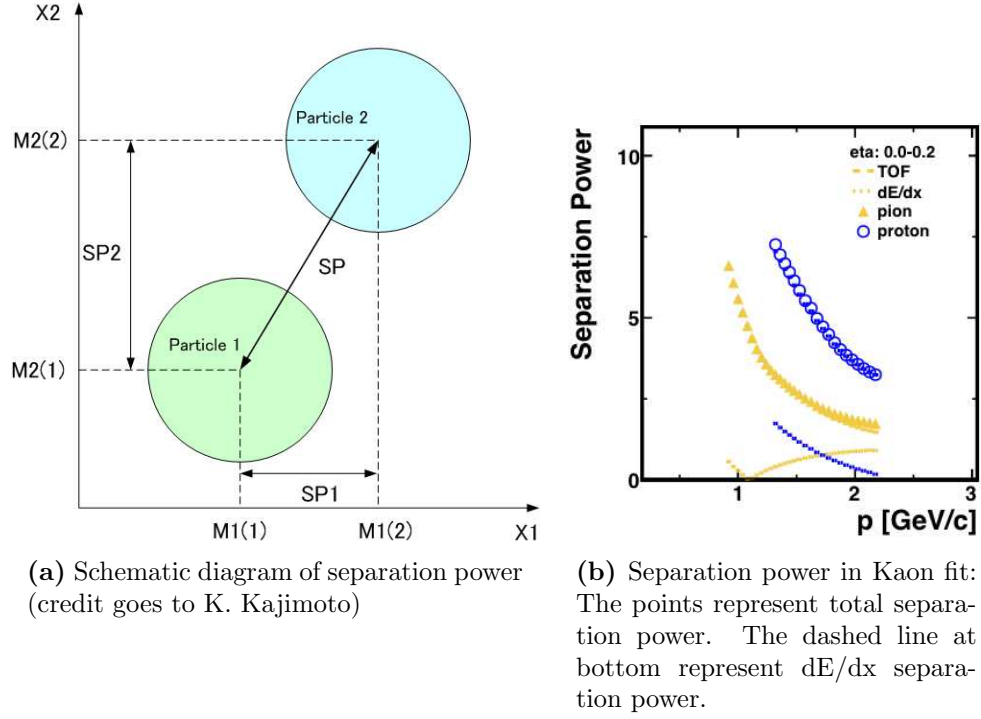 X2
Particle 2
M2(2)
SP2
SP
Particle 1
M2(1)
SP1
M1(1)
M1(2)
X1
(a) Schematic diagram of separation power
(credit goes to K. Kajimoto)
Separation Power
10
5
0
eta: 0.0-0.2
TOF
dE/dx
pion
proton
1
2
3
p [GeV/c]
(b) Separation power in Kaon fit:
The points represent total separa-
tion power. The dashed line at
bottom represent dE/dx separa-
tion power.